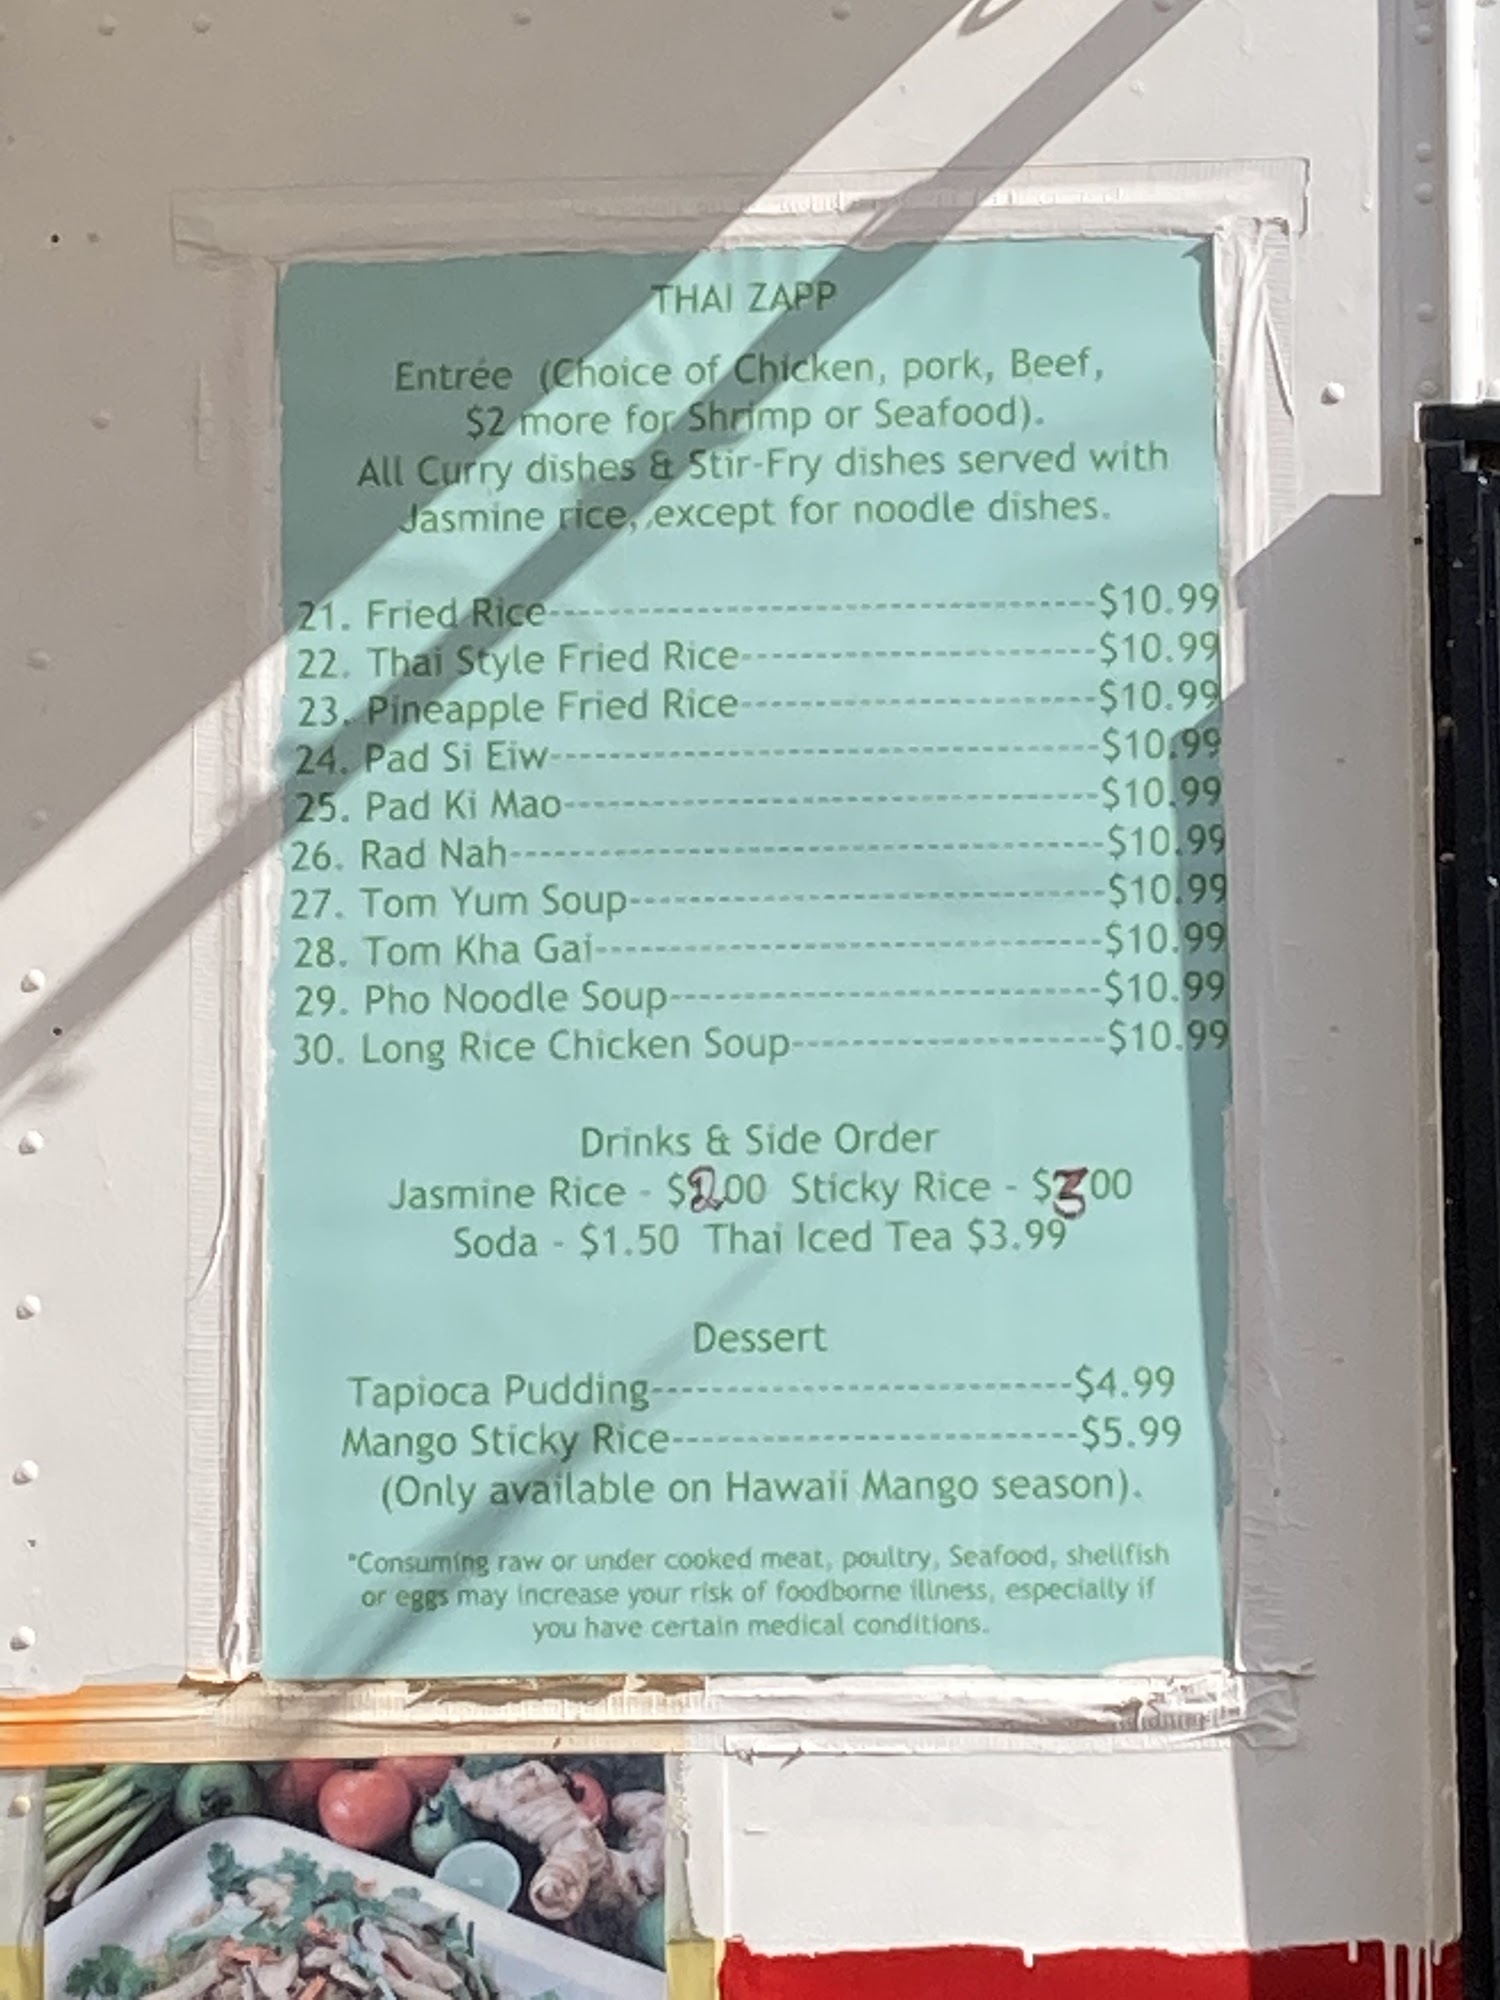 THAI ZAPP
Entrée (Choice of Chicken, pork, Beef,
$2 more for Shrimp or Seafood).
All Curry dishes & Stir-Fry dishes served with
Jasmine rice, except for noodle dishes.
21. Fried Rice------------------------------------$10.99
22. Thai Style Fried Rice------------------------$10.99
23. Pineapple Fried Rice------------------------$10.99
24. Pad Si Eiw------------------------------------$10.99
25. Pad Ki Mao-----------------------------------$10.99
26. Rad Nah---------------------------------------$10.99
27. Tom Yum Soup-------------------------------$10.99
28. Tom Kha Gai---------------------------------$10.99
29. Pho Noodle Soup----------------------------$10.99
30. Long Rice Chicken Soup--------------------$10.99
Drinks & Side Order
Jasmine Rice - $2.00 Sticky Rice - $3.00
Soda - $1.50 Thai Iced Tea $3.99
Dessert
Tapioca Pudding----------------------------$4.99
Mango Sticky Rice---------------------------$5.99
(Only available on Hawaii Mango season).
*Consuming raw or under cooked meat, poultry, Seafood, shellfish
or eggs may increase your risk of foodborne illness, especially if
you have certain medical conditions.